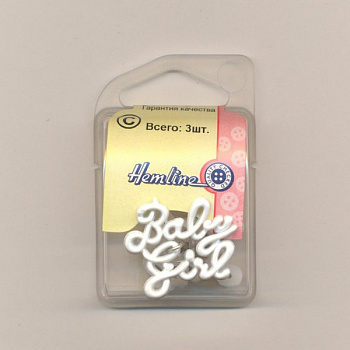 Гарантия качества
© Всего: 3шт.
Hemline
Baby
Girl